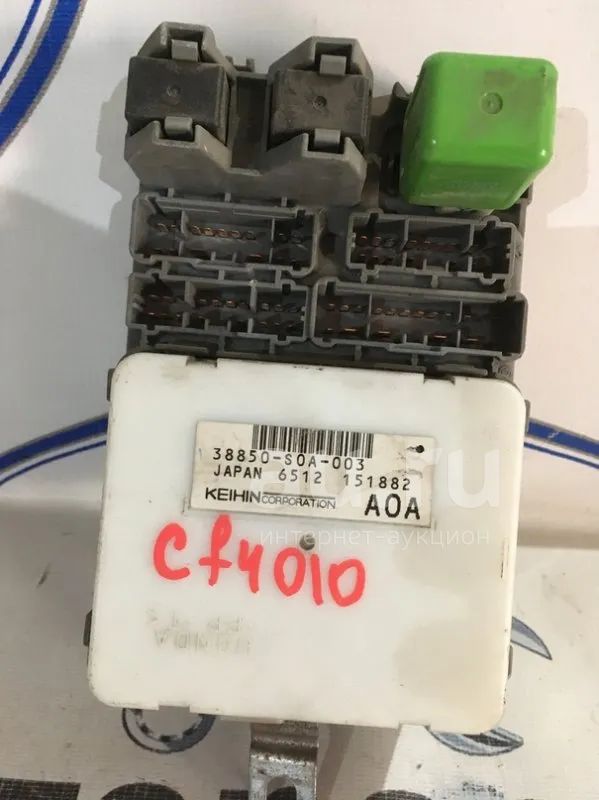 38850-S0A-003
JAPAN 6512 151882
KEIHIN CORPORATION A0A
интернет-аукцион
cf4010